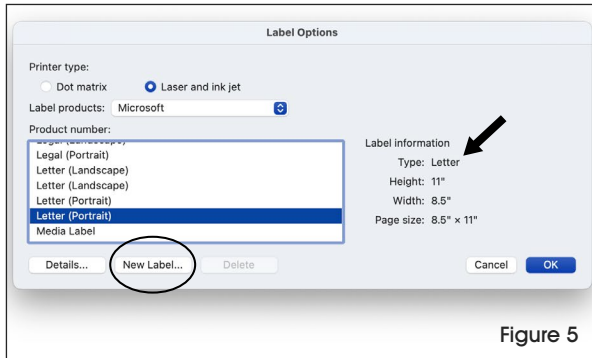 Label Options
Printer type:
Dot matrix
Laser and ink jet
Label products:
Microsoft
Product number:
Legal (Landscape)
Legal (Portrait)
Letter (Landscape)
Letter (Landscape)
Letter (Portrait)
Letter (Portrait)
Media Label
Label information
Type: Letter
Height: 11"
Width: 8.5"
Page size: 8.5" × 11"
Details...
New Label...
Delete
Cancel
OK
Figure 5